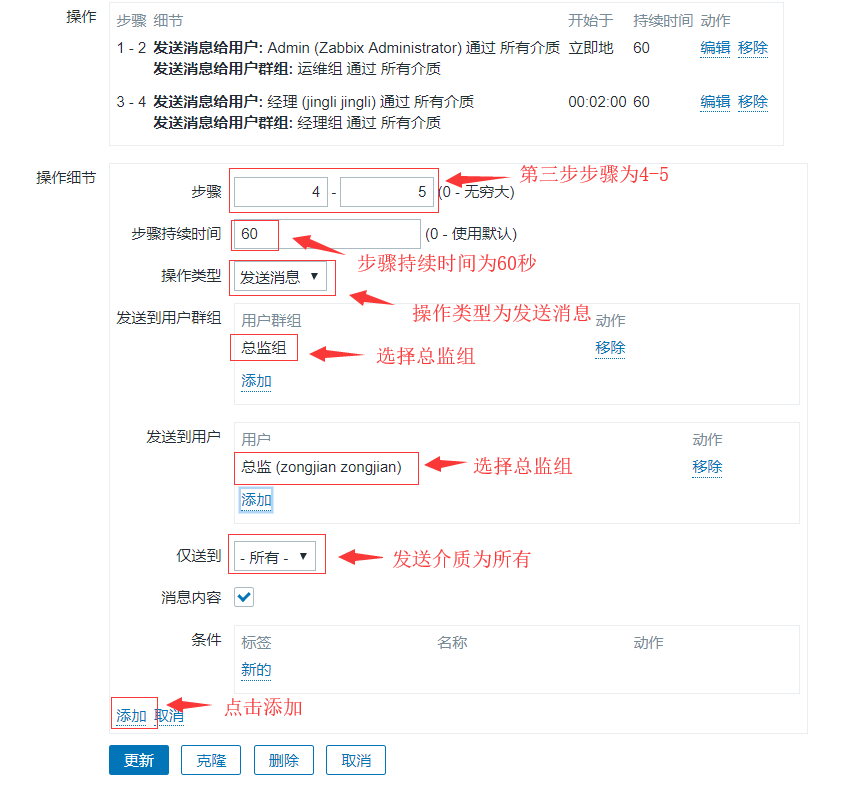 操作 步骤 细节 开始于 持续时间 动作
1 - 2 发送消息给用户: Admin (Zabbix Administrator) 通过 所有介质 立即地 60 编辑 移除
发送消息给用户群组: 运维组 通过 所有介质
3 - 4 发送消息给用户: 经理 (jingli jingli) 通过 所有介质 00:02:00 60 编辑 移除
发送消息给用户群组: 经理组 通过 所有介质
操作细节
第三步步骤为4-5
步骤 4 - 5 (0 - 无穷大)
步骤持续时间 60 (0 - 使用默认)
步骤持续时间为60秒
操作类型 发送消息
操作类型为发送消息
发送到用户群组 用户群组 动作
总监组 选择总监组 移除
添加
发送到用户 用户 动作
总监 (zongjian zongjian) 选择总监组 移除
添加
仅送到 - 所有 - 发送介质为所有
消息内容
条件 标签 名称 动作
新的
添加 取消 点击添加
更新 克隆 删除 取消